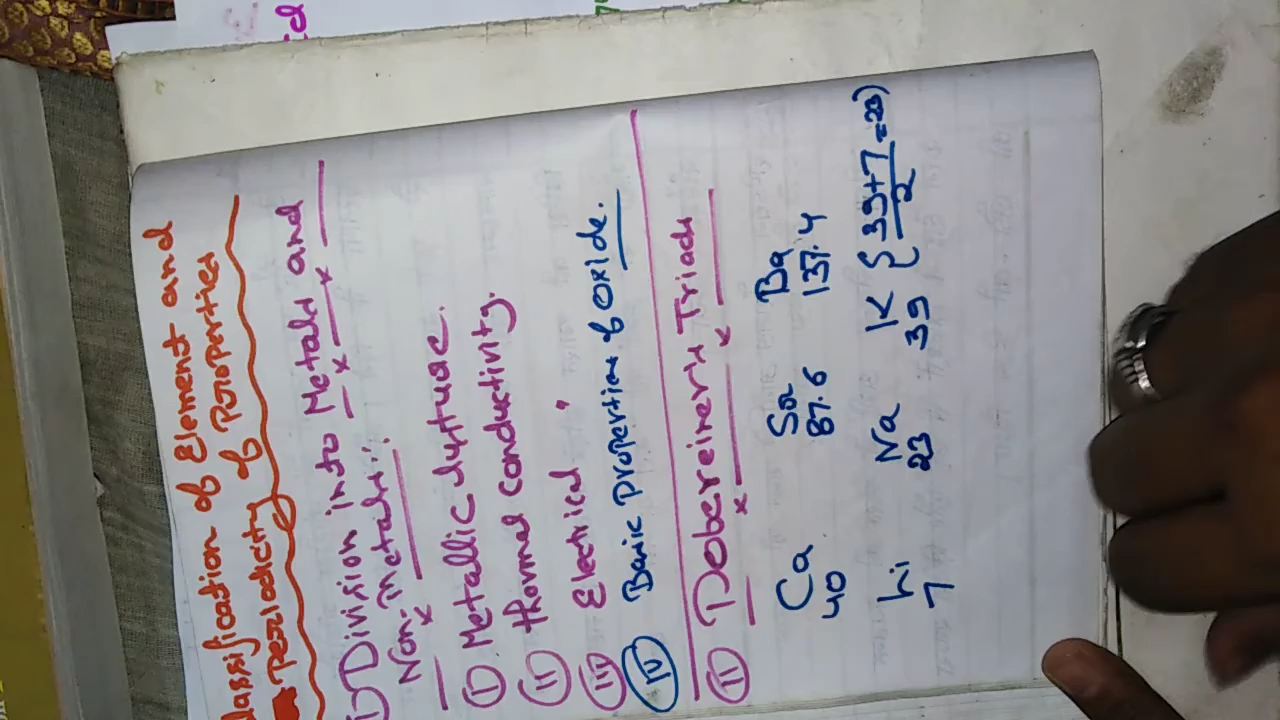 lassification of Element and
Periodicity of Properties
I) Division into Metals and
Non-Metals:
(I) Metallic lusture.
(II) thermal conductivity.
(III) Electrical "
(IV) Basic Properties of Oxide.
(II) Dobereiner's Triads
Ca Sr Ba
40 87.6 137.4
Li Na K { 39+7/2 = 23)
7 23 39